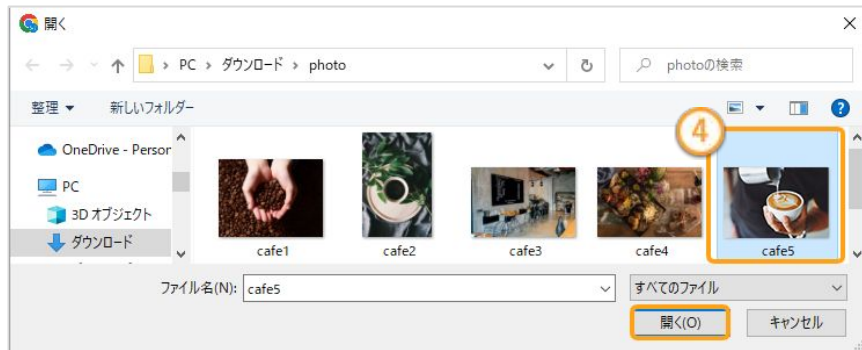 開く
PC › ダウンロード › photo
photoの検索
整理 新しいフォルダー
④
OneDrive - Person
PC
3D オブジェクト
ダウンロード
cafe1 cafe2 cafe3 cafe4 cafe5
ファイル名(N): cafe5
すべてのファイル
開く(O) キャンセル